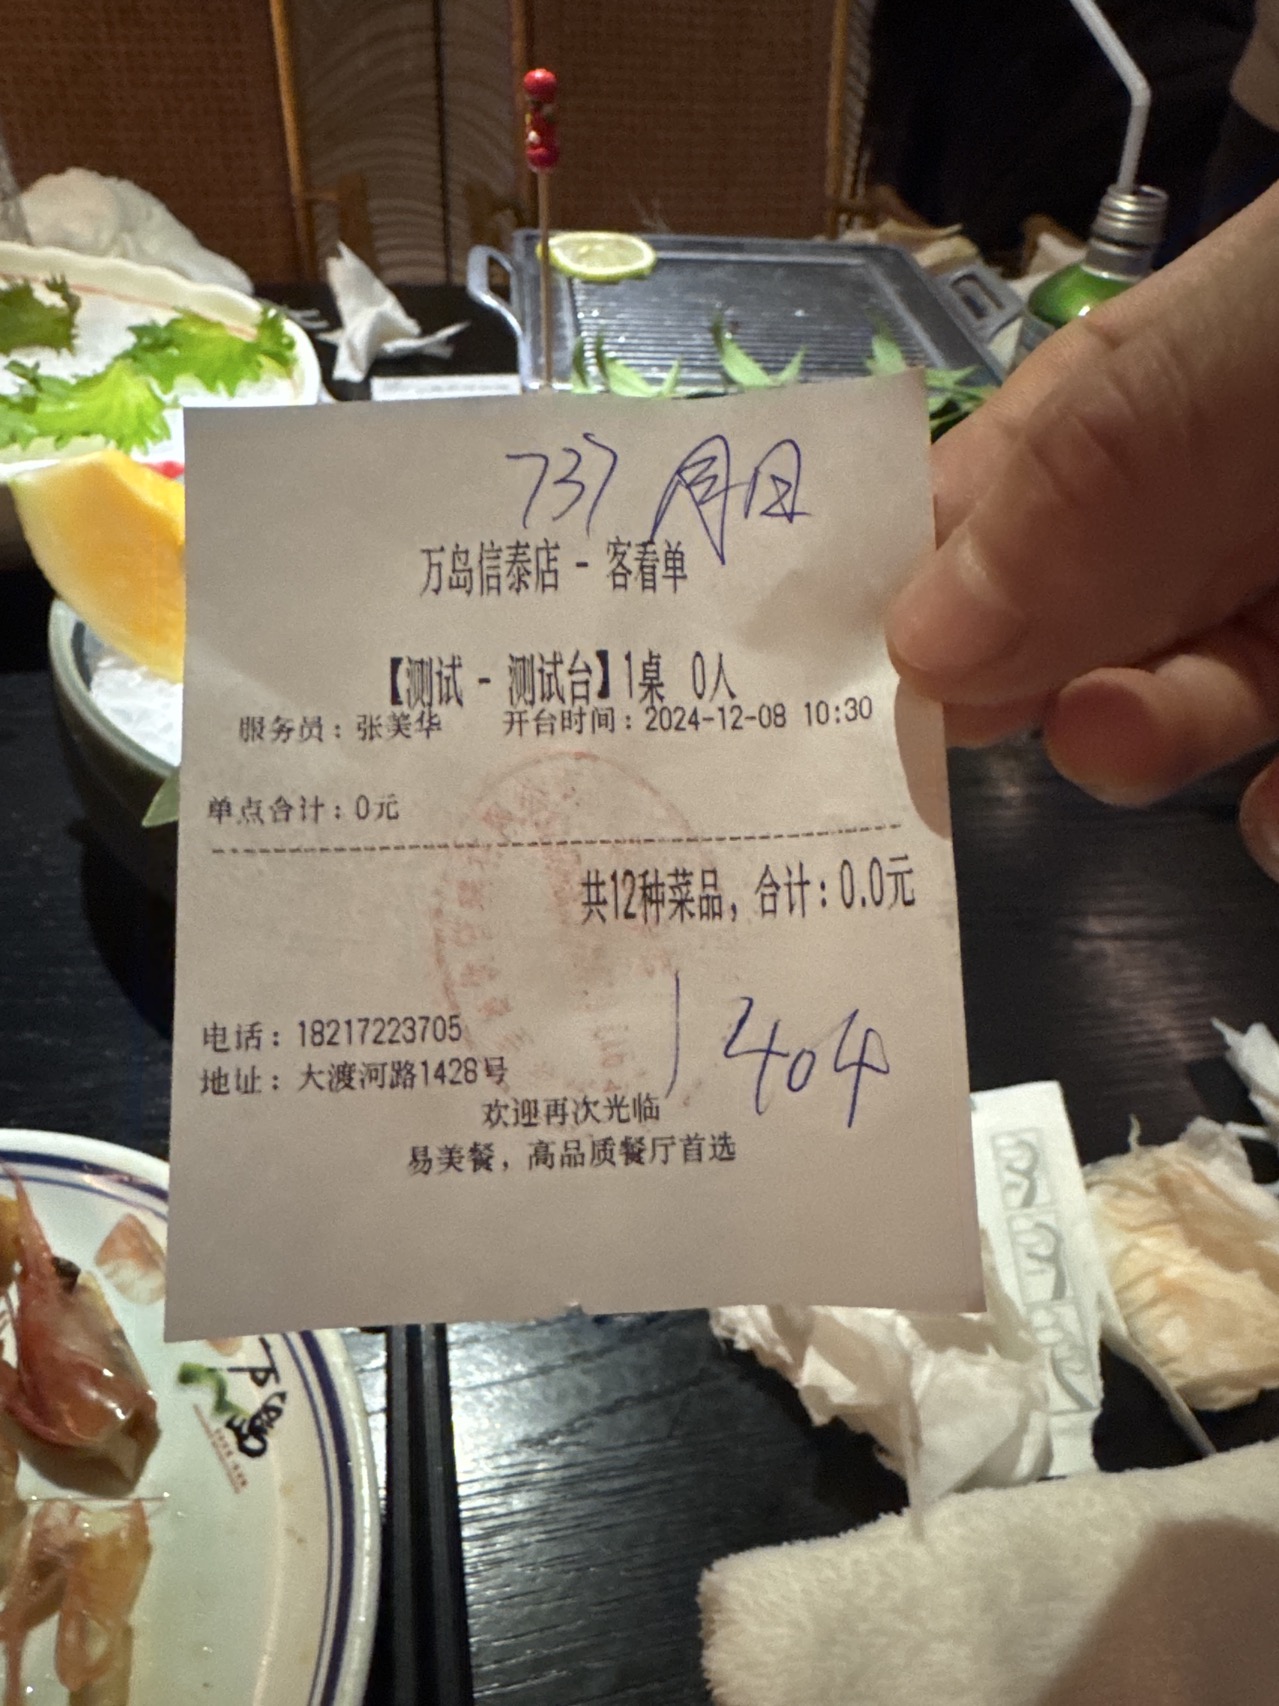 737 周日
万岛信泰店 - 客看单
【测试 - 测试台】1桌 0人
服务员：张美华 开台时间：2024-12-08 10:30
单点合计：0元
共12种菜品，合计：0.0元
1404
电话：18217223705
地址：大渡河路1428号
欢迎再次光临
易美餐，高品质餐厅首选